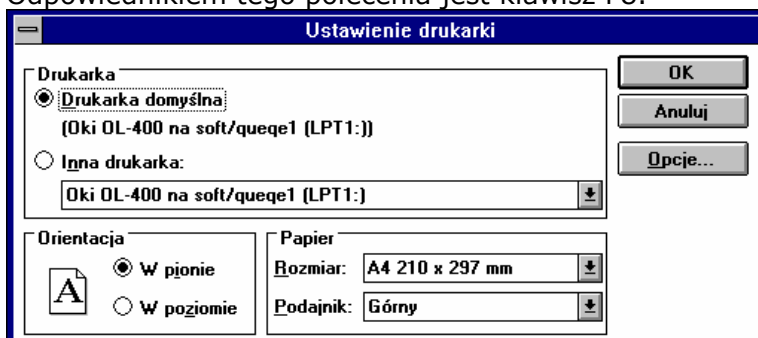 Odpowiednikiem tego polecenia jest klawisz F8.
Ustawienie drukarki
Drukarka
Drukarka domyślna
(Oki OL-400 na soft/queqe1 (LPT1:))
Inna drukarka:
Oki OL-400 na soft/queqe1 (LPT1:)
OK
Anuluj
Opcje...
Orientacja
A
W pionie
W poziomie
Papier
Rozmiar: A4 210 x 297 mm
Podajnik: Górny